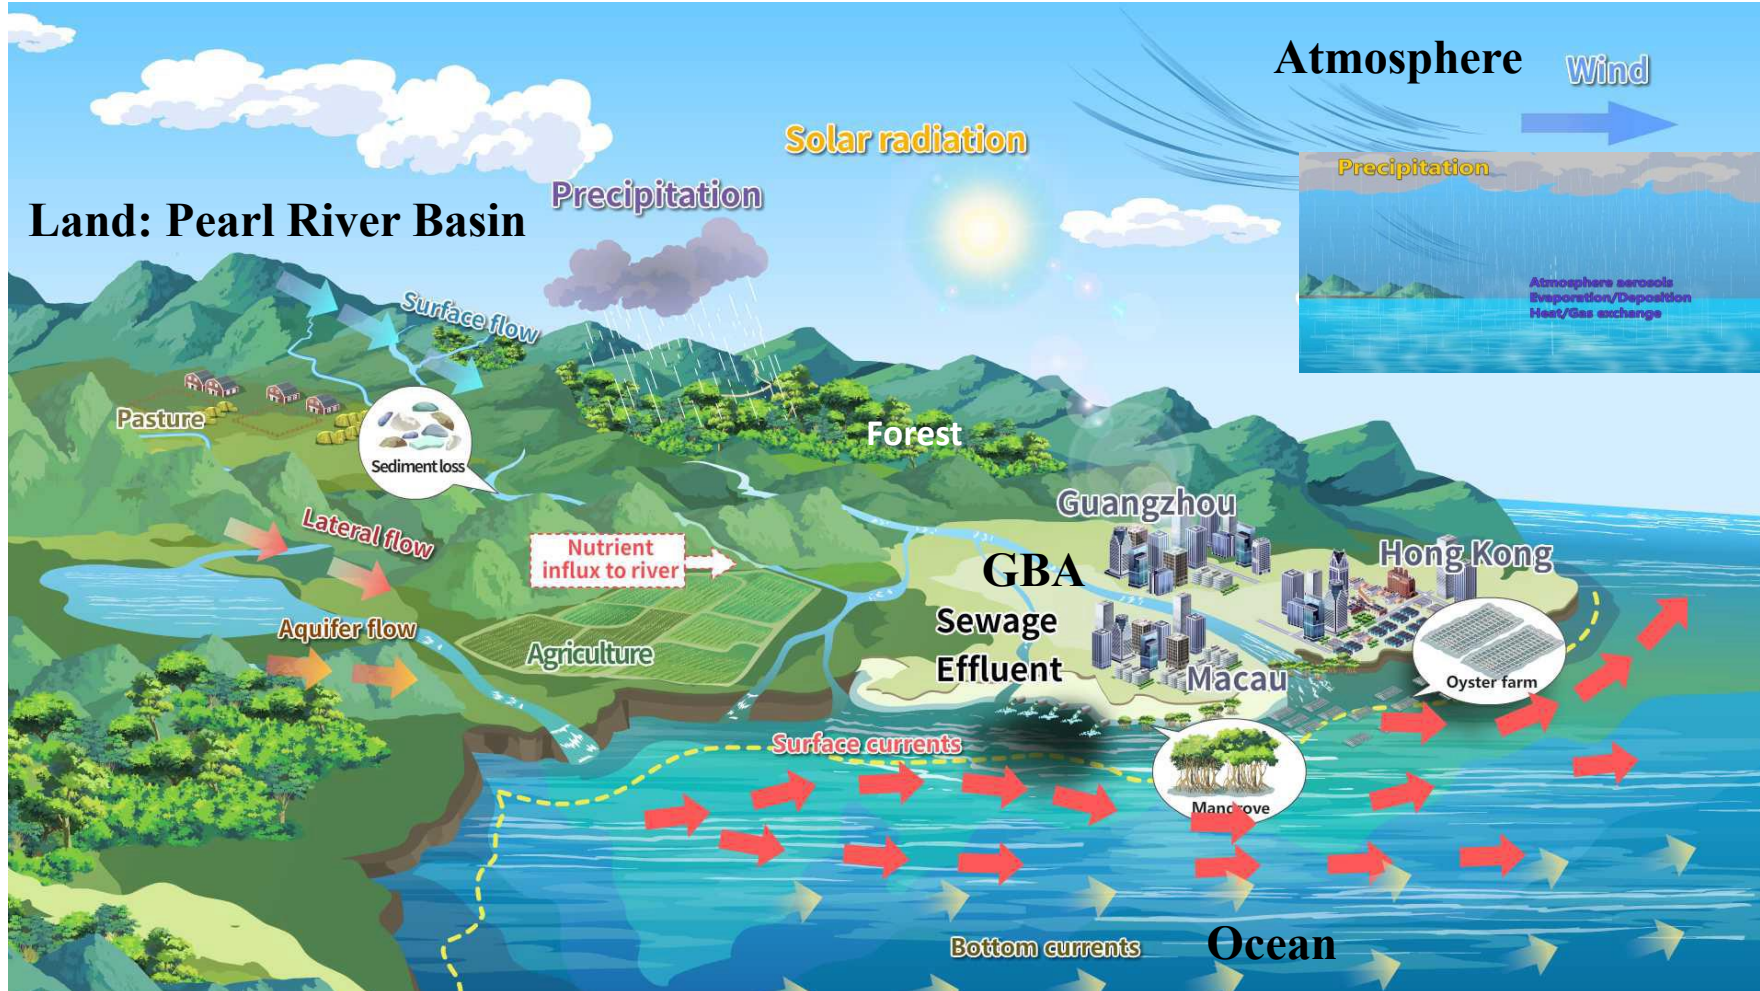 Atmosphere
Wind
Solar radiation
Precipitation
Precipitation
Land: Pearl River Basin
Atmosphere aerosols
Evaporation/Deposition
Heat/Gas exchange
Surface flow
Pasture
Sediment loss
Forest
Guangzhou
Lateral flow
Nutrient
influx to river
GBA
Hong Kong
Aquifer flow
Agriculture
Sewage
Effluent
Macau
Oyster farm
Surface currents
Mangrove
Bottom currents
Ocean